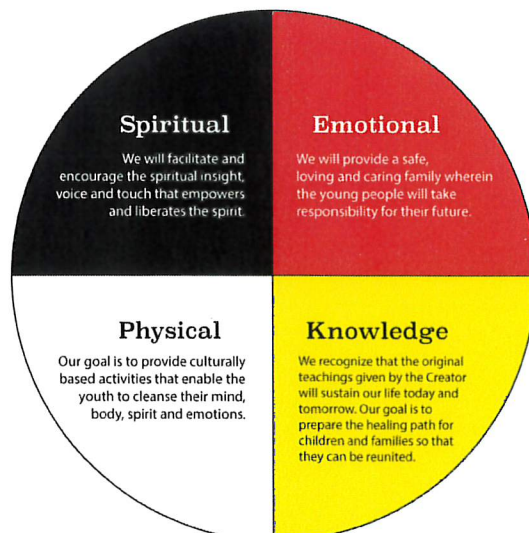 Spiritual
We will facilitate and
encourage the spiritual insight,
voice and touch that empowers
and liberates the spirit.
Emotional
We will provide a safe,
loving and caring family wherein
the young people will take
responsibility for their future.
Physical
Our goal is to provide culturally
based activities that enable the
youth to cleanse their mind,
body, spirit and emotions.
Knowledge
We recognize that the original
teachings given by the Creator
will sustain our life today and
tomorrow. Our goal is to
prepare the healing path for
children and families so that
they can be reunited.